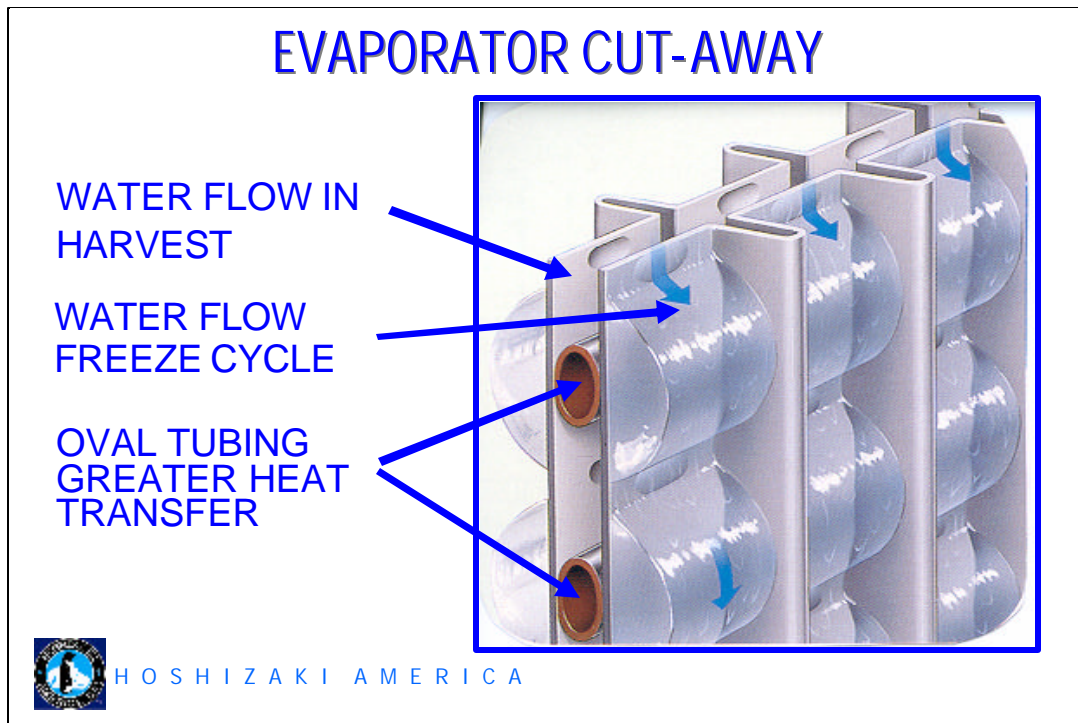 EVAPORATOR CUT-AWAY
WATER FLOW IN
HARVEST
WATER FLOW
FREEZE CYCLE
OVAL TUBING
GREATER HEAT
TRANSFER
HOSHIZAKI AMERICA